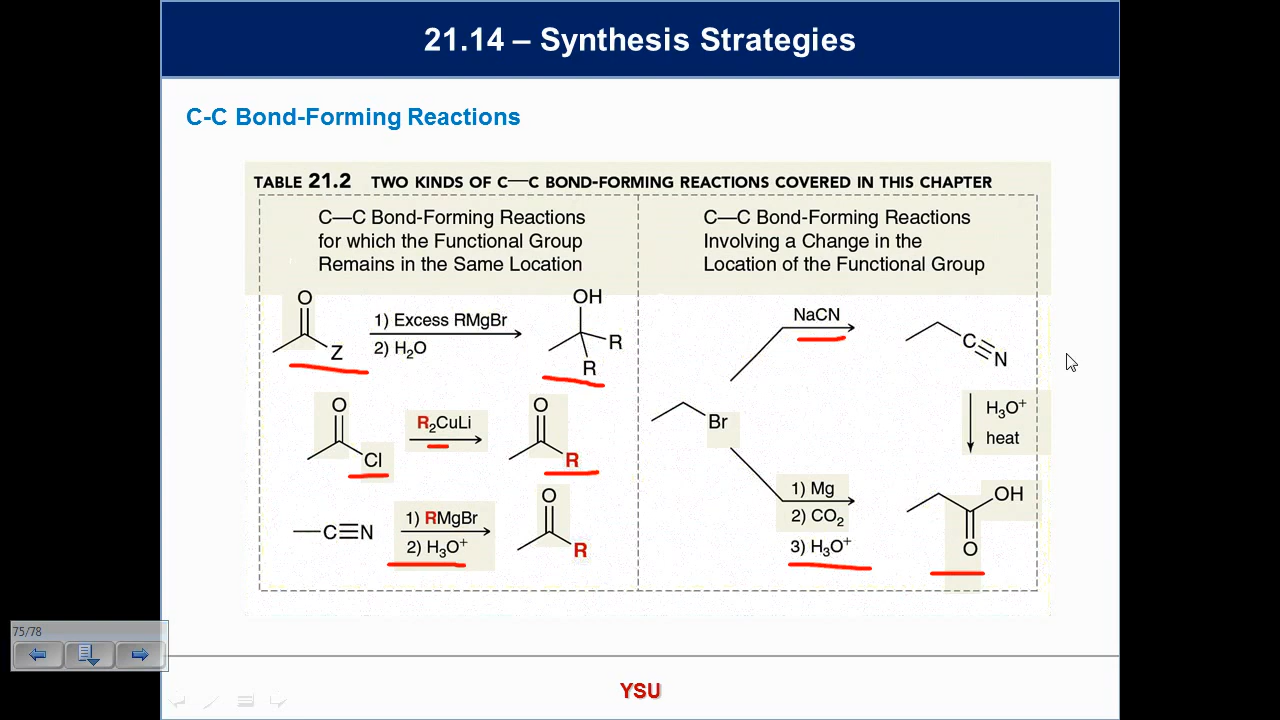 21.14 – Synthesis Strategies
C-C Bond-Forming Reactions
TABLE 21.2 TWO KINDS OF C—C BOND-FORMING REACTIONS COVERED IN THIS CHAPTER
C—C Bond-Forming Reactions
for which the Functional Group
Remains in the Same Location
C—C Bond-Forming Reactions
Involving a Change in the
Location of the Functional Group
O
Z
1) Excess RMgBr
2) H₂O
OH
R
R
O
Cl
R₂CuLi
O
R
—C≡N
1) RMgBr
2) H₃O⁺
O
R
Br
NaCN
C≡N
H₃O⁺
heat
1) Mg
2) CO₂
3) H₃O⁺
OH
O
75/78
YSU